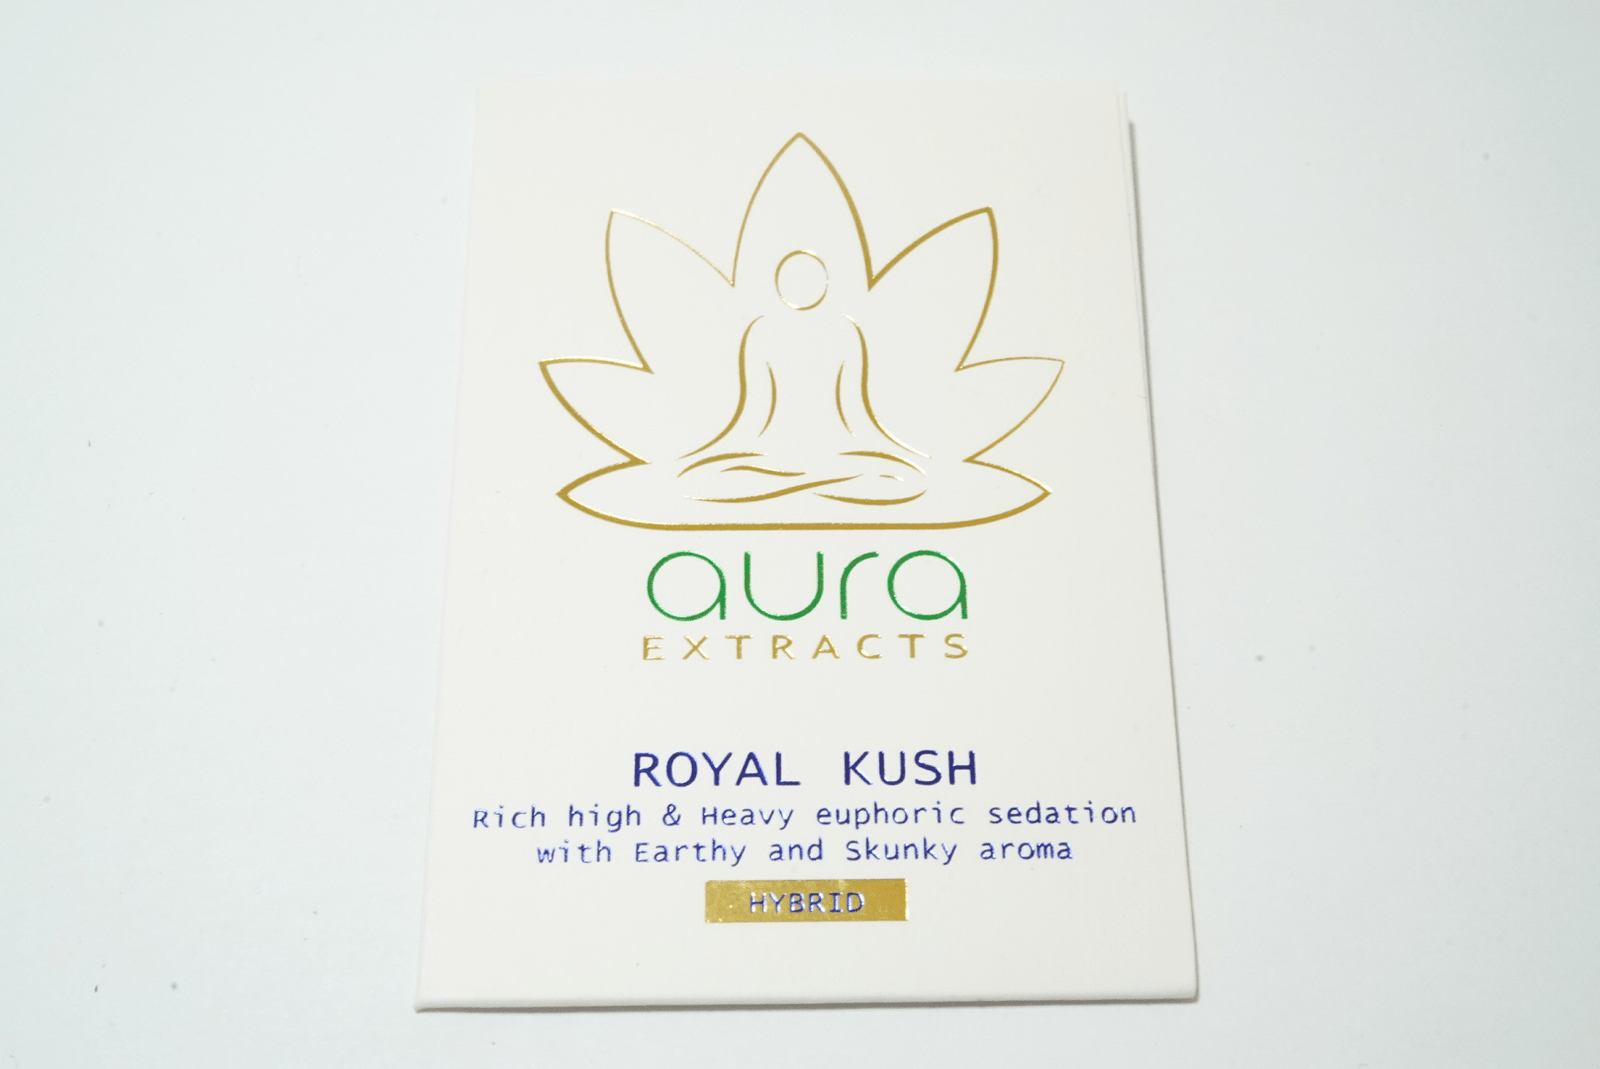 aura
EXTRACTS
ROYAL KUSH
Rich high & Heavy euphoric sedation
with Earthy and Skunky aroma
HYBRID